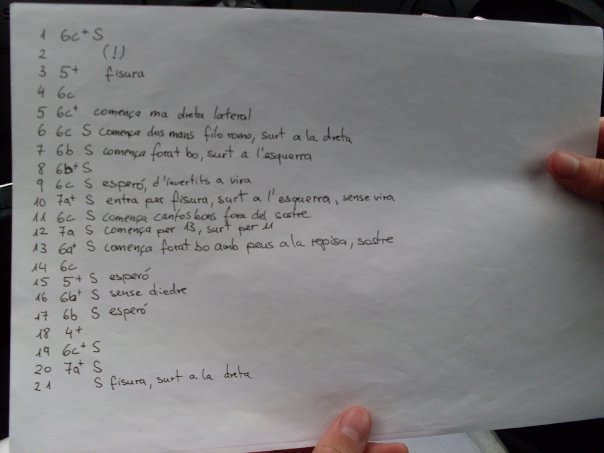 1 6c+ S
2 (!)
3 5+ fisura
4 6c
5 6c+ comença ma dreta lateral
6 6c S comença dos mans filo romo, surt a la dreta
7 6b S comença forat bo, surt a l'esquerra
8 6b+ S
9 6c S esperó, d'invertits a vira
10 7a+ S entra per fisura, surt a l'esquerra, sense vira
11 6c S comença cantos bons fora del sostre
12 7a S comença per 13, surt per 11
13 6a+ S comença forat bo amb peus a la repisa, sostre
14 6c
15 5+ S esperó
16 6b+ S sense diedre
17 6b S esperó
18 4+
19 6c+ S
20 7a+ S
21 S fisura, surt a la dreta